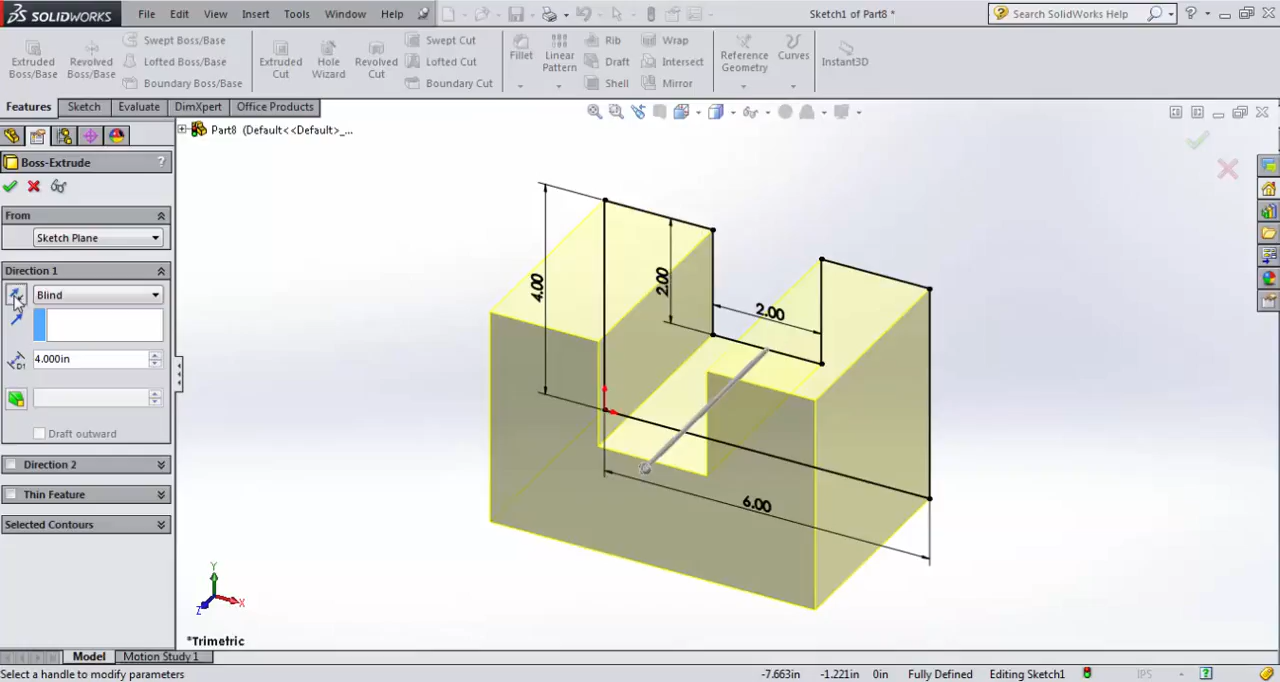 SOLIDWORKS File Edit View Insert Tools Window Help Sketch1 of Part8 * Search SolidWorks Help ?
Extruded Boss/Base
Revolved Boss/Base
Swept Boss/Base
Lofted Boss/Base
Boundary Boss/Base
Extruded Cut
Hole Wizard
Revolved Cut
Swept Cut
Lofted Cut
Boundary Cut
Fillet
Linear Pattern
Rib
Draft
Shell
Wrap
Intersect
Mirror
Reference Geometry
Curves
Instant3D
Features Sketch Evaluate DimXpert Office Products
Part8 (Default<<Default>_...
Boss-Extrude ?
From
Sketch Plane
Direction 1
Blind
D1 4.000in
Draft outward
Direction 2
Thin Feature
Selected Contours
4.00
2.00
2.00
6.00
Y
X
Z
*Trimetric
Model Motion Study 1
Select a handle to modify parameters -7.663in -1.221in 0in Fully Defined Editing Sketch1 IPS ?